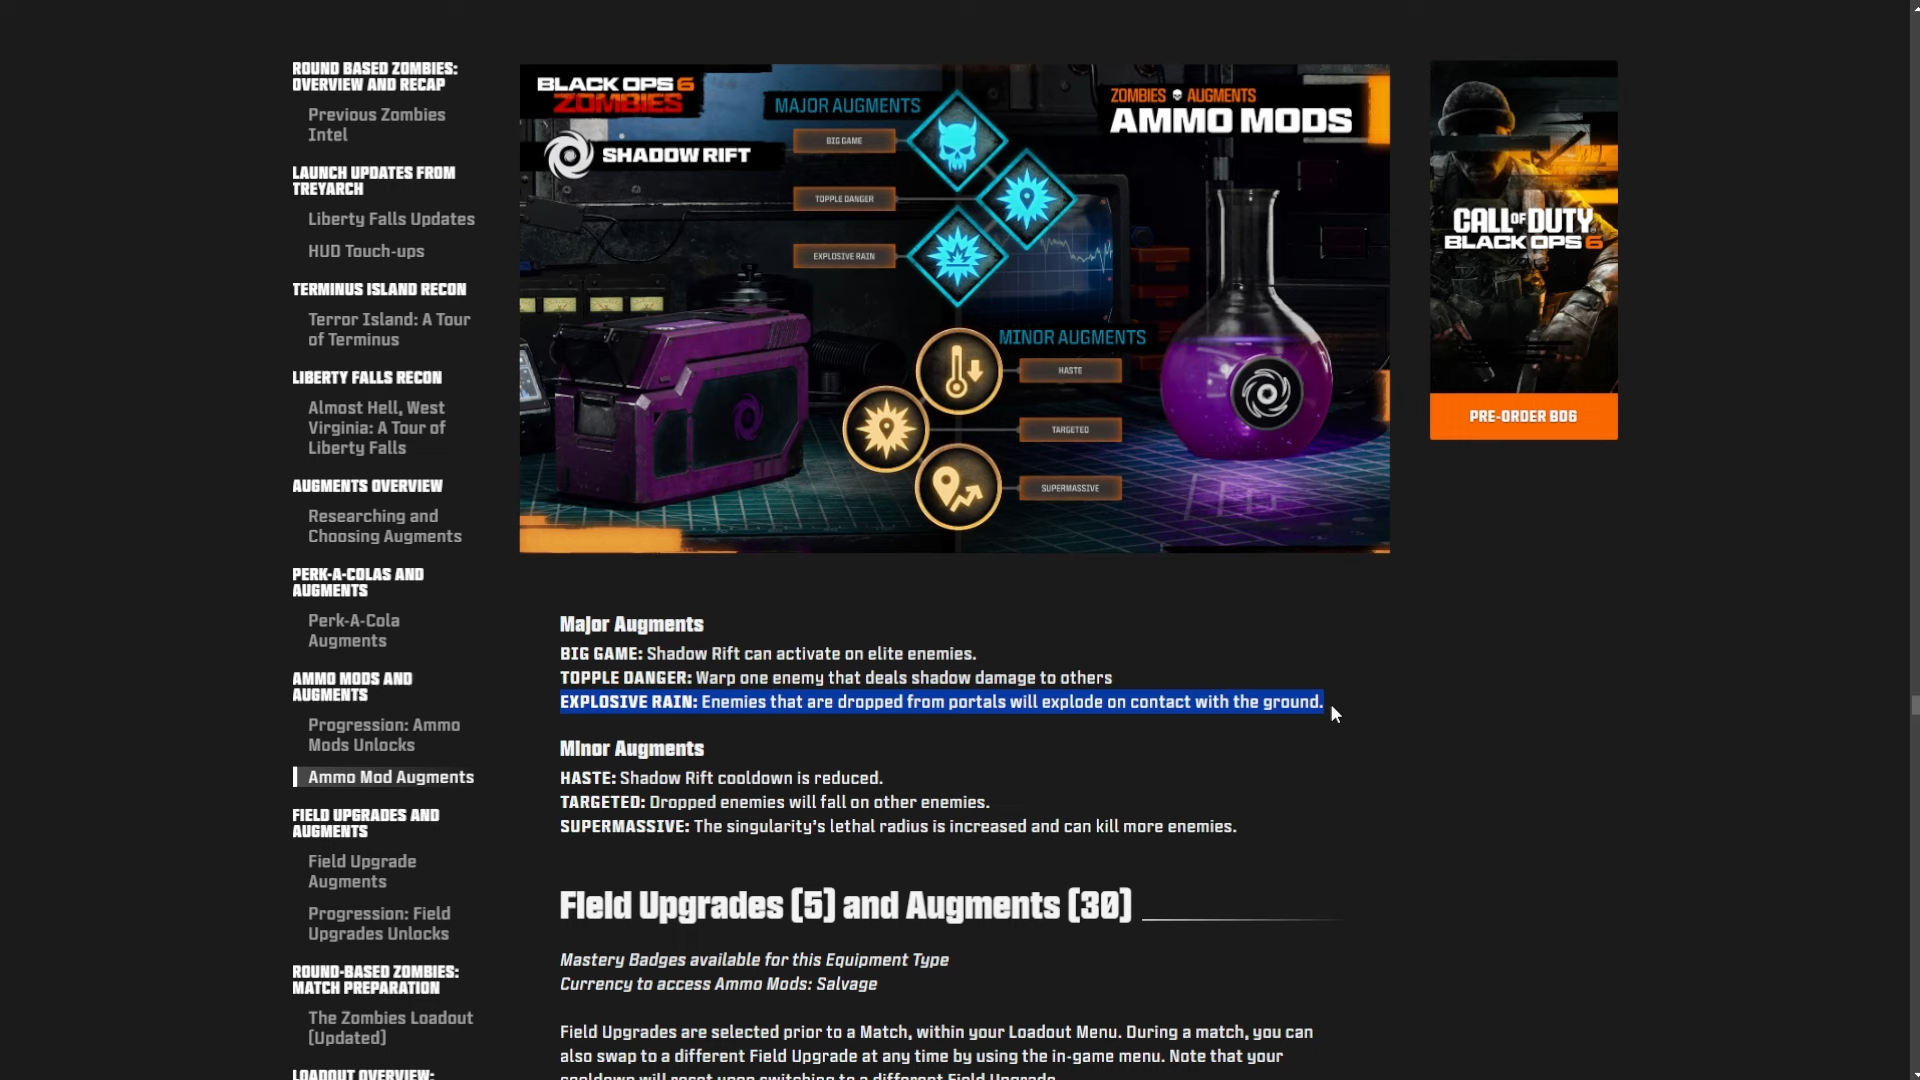 ROUND BASED ZOMBIES:
OVERVIEW AND RECAP
Previous Zombies
Intel
LAUNCH UPDATES FROM
TREYARCH
Liberty Falls Updates
HUD Touch-ups
TERMINUS ISLAND RECON
Terror Island: A Tour
of Terminus
LIBERTY FALLS RECON
Almost Hell, West
Virginia: A Tour of
Liberty Falls
AUGMENTS OVERVIEW
Researching and
Choosing Augments
PERK-A-COLAS AND
AUGMENTS
Perk-A-Cola
Augments
AMMO MODS AND
AUGMENTS
Progression: Ammo
Mods Unlocks
Ammo Mod Augments
FIELD UPGRADES AND
AUGMENTS
Field Upgrade
Augments
Progression: Field
Upgrades Unlocks
ROUND-BASED ZOMBIES:
MATCH PREPARATION
The Zombies Loadout
(Updated)
LOADOUT OVERVIEW:
BLACK OPS 6
ZOMBIES
SHADOW RIFT
MAJOR AUGMENTS
BIG GAME
TOPPLE DANGER
EXPLOSIVE RAIN
ZOMBIES AUGMENTS
AMMO MODS
MINOR AUGMENTS
HASTE
TARGETED
SUPERMASSIVE
Major Augments
BIG GAME: Shadow Rift can activate on elite enemies.
TOPPLE DANGER: Warp one enemy that deals shadow damage to others
EXPLOSIVE RAIN: Enemies that are dropped from portals will explode on contact with the ground.
Minor Augments
HASTE: Shadow Rift cooldown is reduced.
TARGETED: Dropped enemies will fall on other enemies.
SUPERMASSIVE: The singularity’s lethal radius is increased and can kill more enemies.
Field Upgrades (5) and Augments (30)
Mastery Badges available for this Equipment Type
Currency to access Ammo Mods: Salvage
Field Upgrades are selected prior to a Match, within your Loadout Menu. During a match, you can
also swap to a different Field Upgrade at any time by using the in-game menu. Note that your
cooldown will reset upon switching to a different Field Upgrade.
CALL OF DUTY
BLACK OPS 6
PRE-ORDER BO6